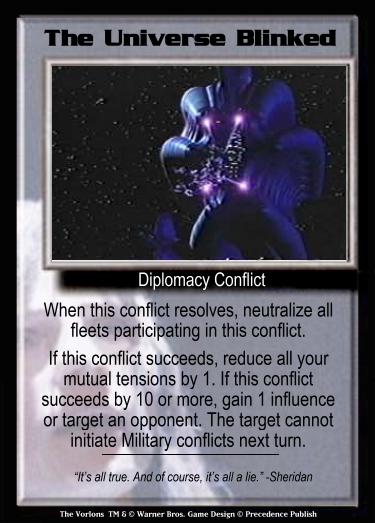 The Universe Blinked
Diplomacy Conflict
When this conflict resolves, neutralize all
fleets participating in this conflict.
If this conflict succeeds, reduce all your
mutual tensions by 1. If this conflict
succeeds by 10 or more, gain 1 influence
or target an opponent. The target cannot
initiate Military conflicts next turn.
"It's all true. And of course, it's all a lie." -Sheridan
The Vorlons TM & © Warner Bros. Game Design © Precedence Publish